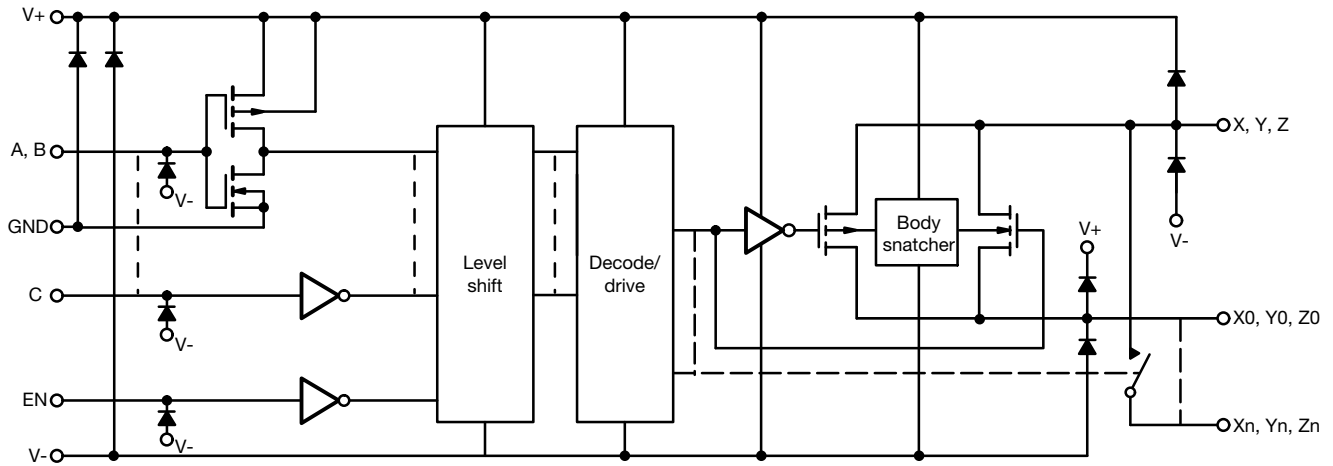 V+
A, B
V-
GND
C
V-
EN
V-
V-
Level
shift
Decode/
drive
Body
snatcher
V+
X, Y, Z
V-
X0, Y0, Z0
Xn, Yn, Zn